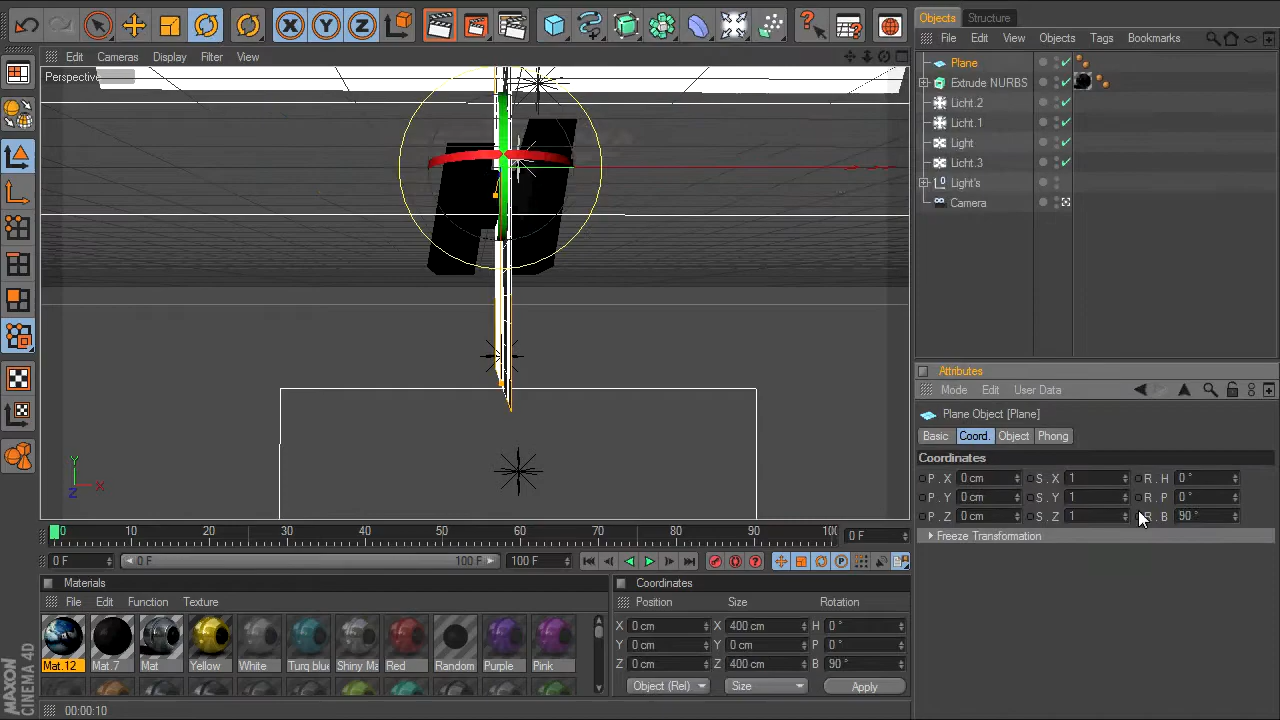 Objects Structure
File Edit View Objects Tags Bookmarks
Edit Cameras Display Filter View
Perspective
Plane
Extrude NURBS
Licht.2
Licht.1
Light
Licht.3
Light's
Camera
Y
Z X
Attributes
Mode Edit User Data
Plane Object [Plane]
Basic Coord. Object Phong
Coordinates
P . X 0 cm S . X 1 R . H 0 °
P . Y 0 cm S . Y 1 R . P 0 °
P . Z 0 cm S . Z 1 R . B 90 °
Freeze Transformation
0 10 20 30 40 50 60 70 80 90 100 0 F
0 F 0 F 100 F 100 F
Materials
File Edit Function Texture
Mat.12 Mat.7 Mat Yellow White Turq blue Shiny Ma Red Random Purple Pink
Coordinates
Position Size Rotation
X 0 cm X 400 cm H 0 °
Y 0 cm Y 0 cm P 0 °
Z 0 cm Z 400 cm B 90 °
Object (Rel) Size Apply
MAXON
CINEMA 4D
00:00:10